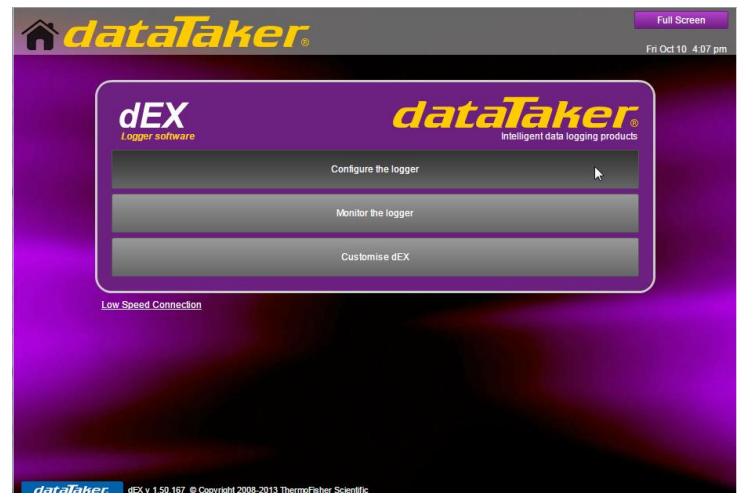 dataTaker®
Full Screen
Fri Oct 10 4:07 pm
dEX
Logger software
dataTaker®
Intelligent data logging products
Configure the logger
Monitor the logger
Customise dEX
Low Speed Connection
dataTaker. dEX v 1.50.167 © Copyright 2008-2013 ThermoFisher Scientific